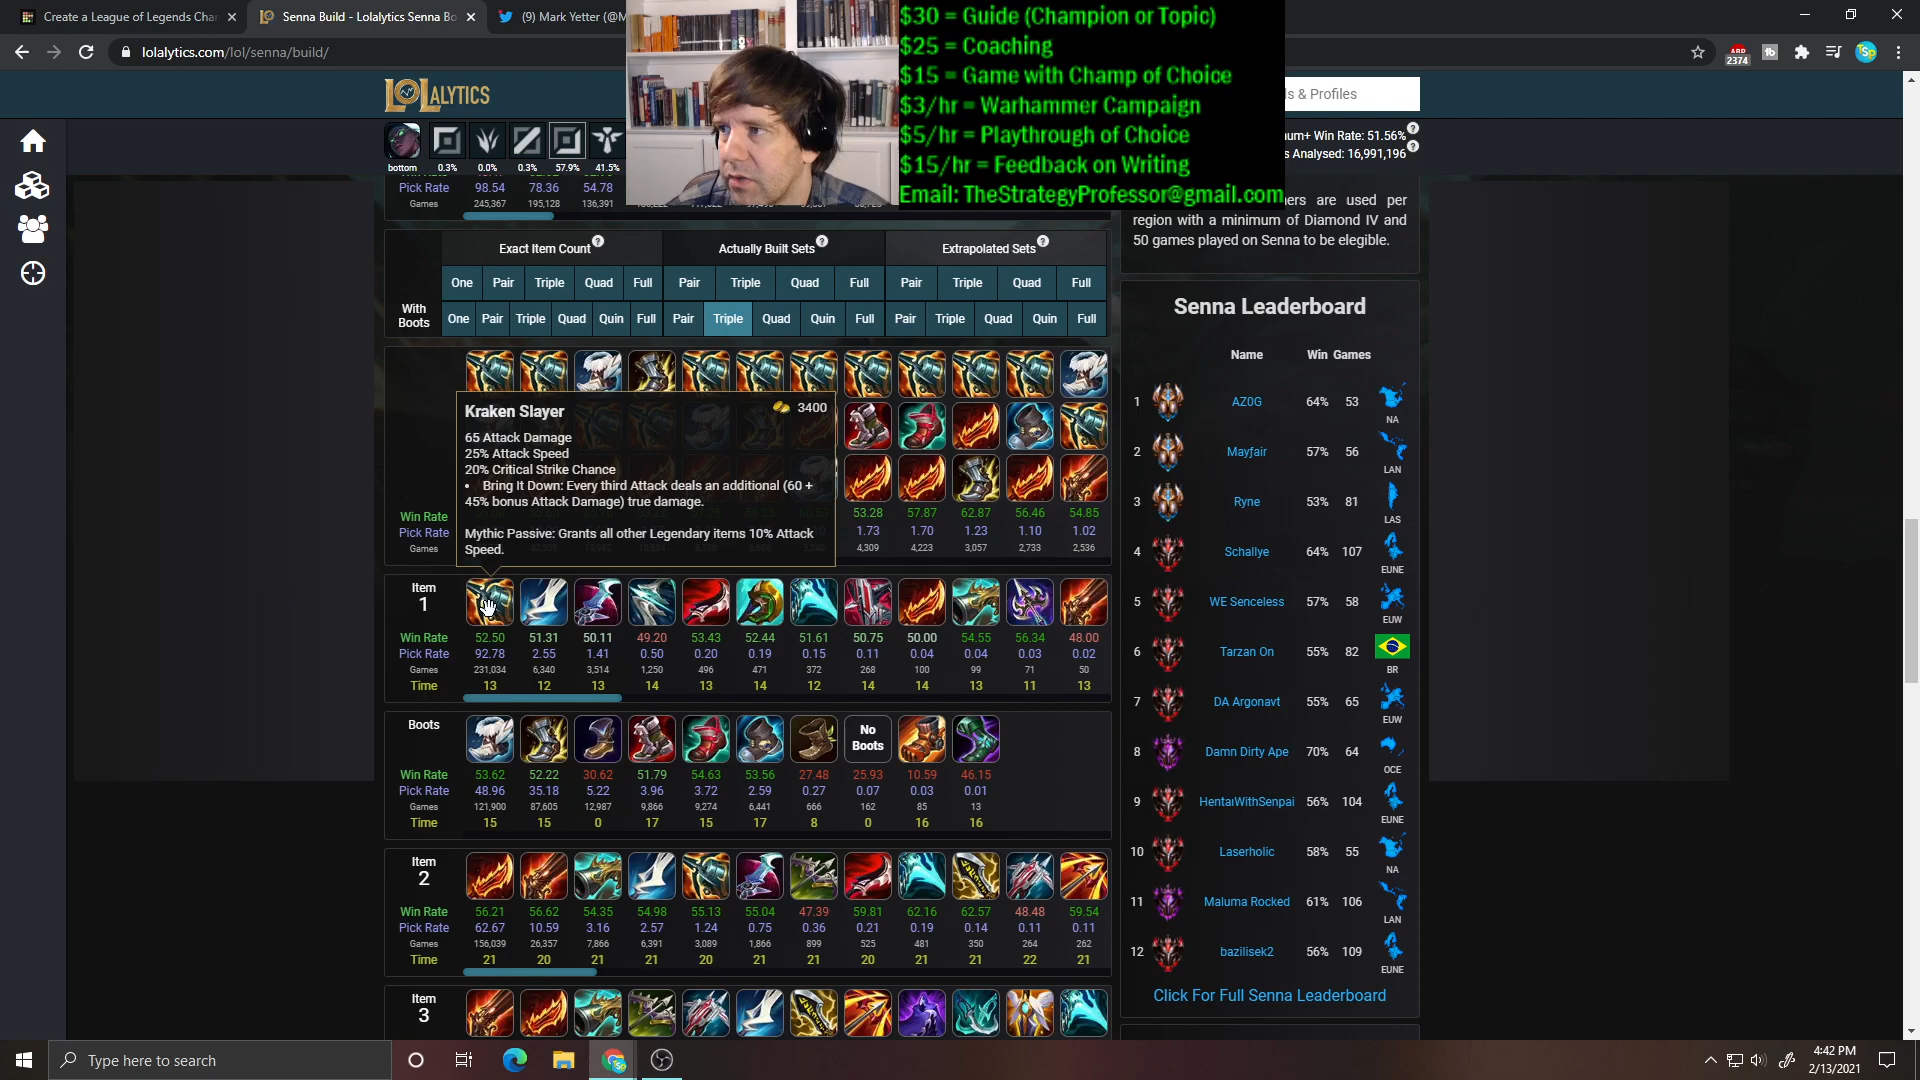 Create a League of Legends Cha
Senna Build - Lolalytics Senna Bo
(9) Mark Yetter (@M
lolalytics.com/lol/senna/build/
2374
$30 = Guide (Champion or Topic)
$25 = Coaching
$15 = Game with Champ of Choice
$3/hr = Warhammer Campaign
$5/hr = Playthrough of Choice
$15/hr = Feedback on Writing
Email: TheStrategyProfessor@gmail.com
LOLALYTICS
s & Profiles
um+ Win Rate: 51.56%
s Analysed: 16,991,196
bottom 0.3% 0.0% 0.3% 57.9% 41.5%
Pick Rate 98.54 78.36 54.78
Games 245,367 195,128 136,391
ers are used per
region with a minimum of Diamond IV and
50 games played on Senna to be elegible.
Exact Item Count Actually Built Sets Extrapolated Sets
One Pair Triple Quad Full Pair Triple Quad Full Pair Triple Quad Full
With Boots One Pair Triple Quad Quin Full Pair Triple Quad Quin Full Pair Triple Quad Quin Full
Kraken Slayer 3400
65 Attack Damage
25% Attack Speed
20% Critical Strike Chance
• Bring It Down: Every third Attack deals an additional (60 +
45% bonus Attack Damage) true damage.
Mythic Passive: Grants all other Legendary items 10% Attack
Speed.
Win Rate 53.28 57.87 62.87 56.46 54.85
Pick Rate 1.73 1.70 1.23 1.10 1.02
Games 4,309 4,223 3,057 2,733 2,536
Item
1
Win Rate 52.50 51.31 50.11 49.20 53.43 52.44 51.61 50.75 50.00 54.55 56.34 48.00
Pick Rate 92.78 2.55 1.41 0.50 0.20 0.19 0.15 0.11 0.04 0.04 0.03 0.02
Games 231,034 6,340 3,514 1,250 496 471 372 268 100 99 71 50
Time 13 12 13 14 13 14 12 14 14 13 11 13
Boots
No Boots
Win Rate 53.62 52.22 30.62 51.79 54.63 53.56 27.48 25.93 10.59 46.15
Pick Rate 48.96 35.18 5.22 3.96 3.72 2.59 0.27 0.07 0.03 0.01
Games 121,900 87,605 12,987 9,866 9,274 6,441 666 162 85 13
Time 15 15 0 17 15 17 8 0 16 16
Item
2
Win Rate 56.21 56.62 54.35 54.98 55.13 55.04 47.39 59.81 62.16 62.57 48.48 59.54
Pick Rate 62.67 10.59 3.16 2.57 1.24 0.75 0.36 0.21 0.19 0.14 0.11 0.11
Games 156,039 26,357 7,866 6,391 3,089 1,866 899 525 481 350 264 262
Time 21 20 21 21 20 21 21 20 21 21 22 21
Item
3
Senna Leaderboard
Name Win Games
1 AZ0G 64% 53 NA
2 Mayƒair 57% 56 LAN
3 Ryne 53% 81 LAS
4 Schallye 64% 107 EUNE
5 WE Senceless 57% 58 EUW
6 Tarzan On 55% 82 BR
7 DA Argonavt 55% 65 EUW
8 Damn Dirty Ape 70% 64 OCE
9 HentaıWithSenpai 56% 104 EUNE
10 Laserholic 58% 55 NA
11 Maluma Rocked 61% 106 LAN
12 bazilisek2 56% 109 EUNE
Click For Full Senna Leaderboard
Type here to search
4:42 PM
2/13/2021